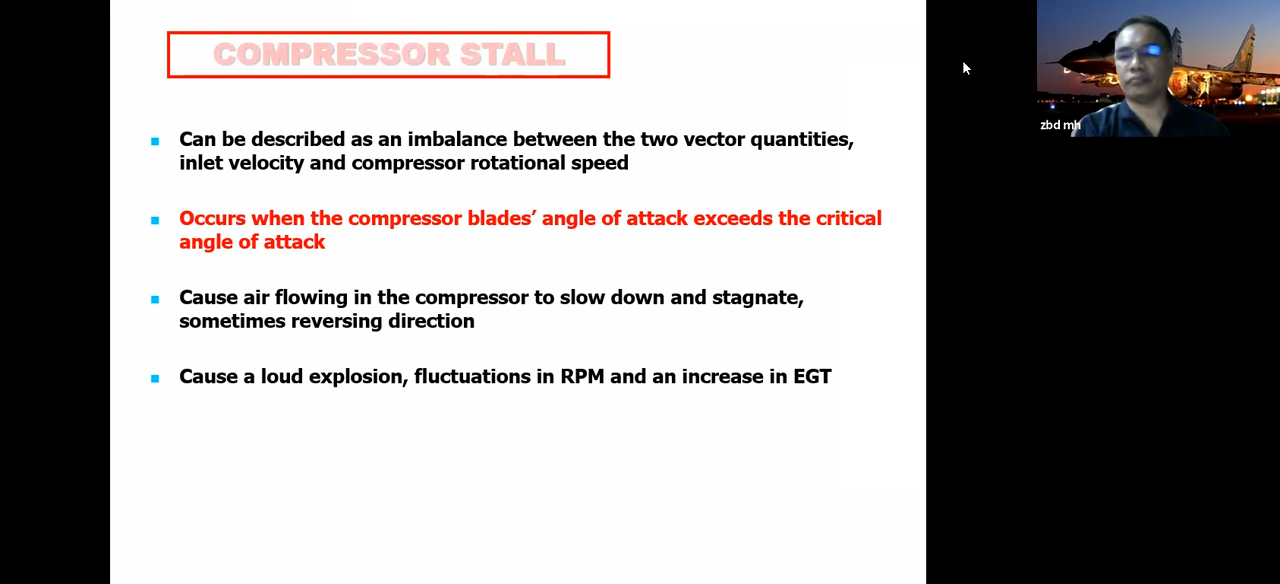 COMPRESSOR STALL
Can be described as an imbalance between the two vector quantities,
inlet velocity and compressor rotational speed
Occurs when the compressor blades’ angle of attack exceeds the critical
angle of attack
Cause air flowing in the compressor to slow down and stagnate,
sometimes reversing direction
Cause a loud explosion, fluctuations in RPM and an increase in EGT
zbd mh